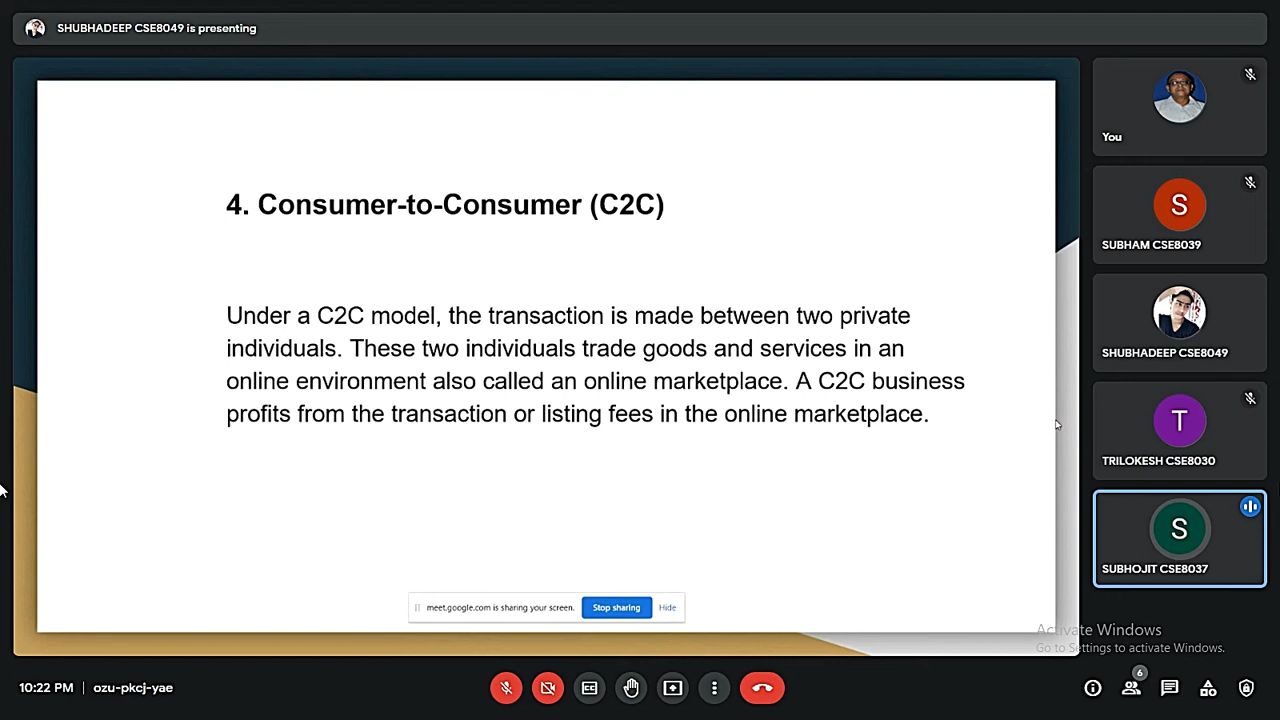 SHUBHADEEP CSE8049 is presenting
4. Consumer-to-Consumer (C2C)
Under a C2C model, the transaction is made between two private
individuals. These two individuals trade goods and services in an
online environment also called an online marketplace. A C2C business
profits from the transaction or listing fees in the online marketplace.
meet.google.com is sharing your screen.
Stop sharing
Hide
You
S
SUBHAM CSE8039
SHUBHADEEP CSE8049
T
TRILOKESH CSE8030
S
SUBHOJIT CSE8037
Activate Windows
Go to Settings to activate Windows.
10:22 PM | ozu-pkcj-yae
6